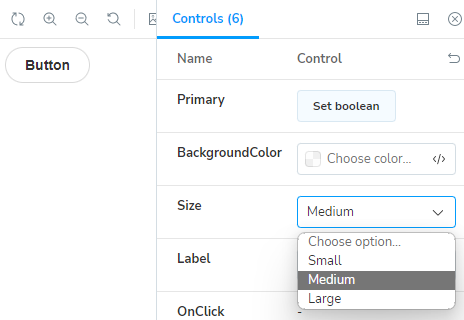 Controls (6)
Button
Name Control
Primary Set boolean
BackgroundColor Choose color...
Size Medium
Choose option...
Small
Label
Medium
Large
OnClick -